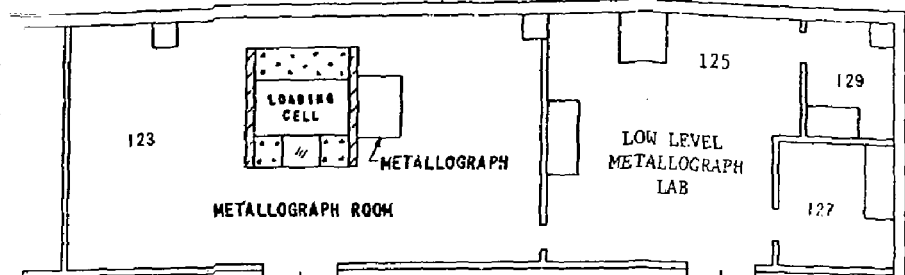 125
129
LOADING
CELL
123
LOW LEVEL
METALLOGRAPH
LAB
METALLOGRAPH
127
METALLOGRAPH ROOM